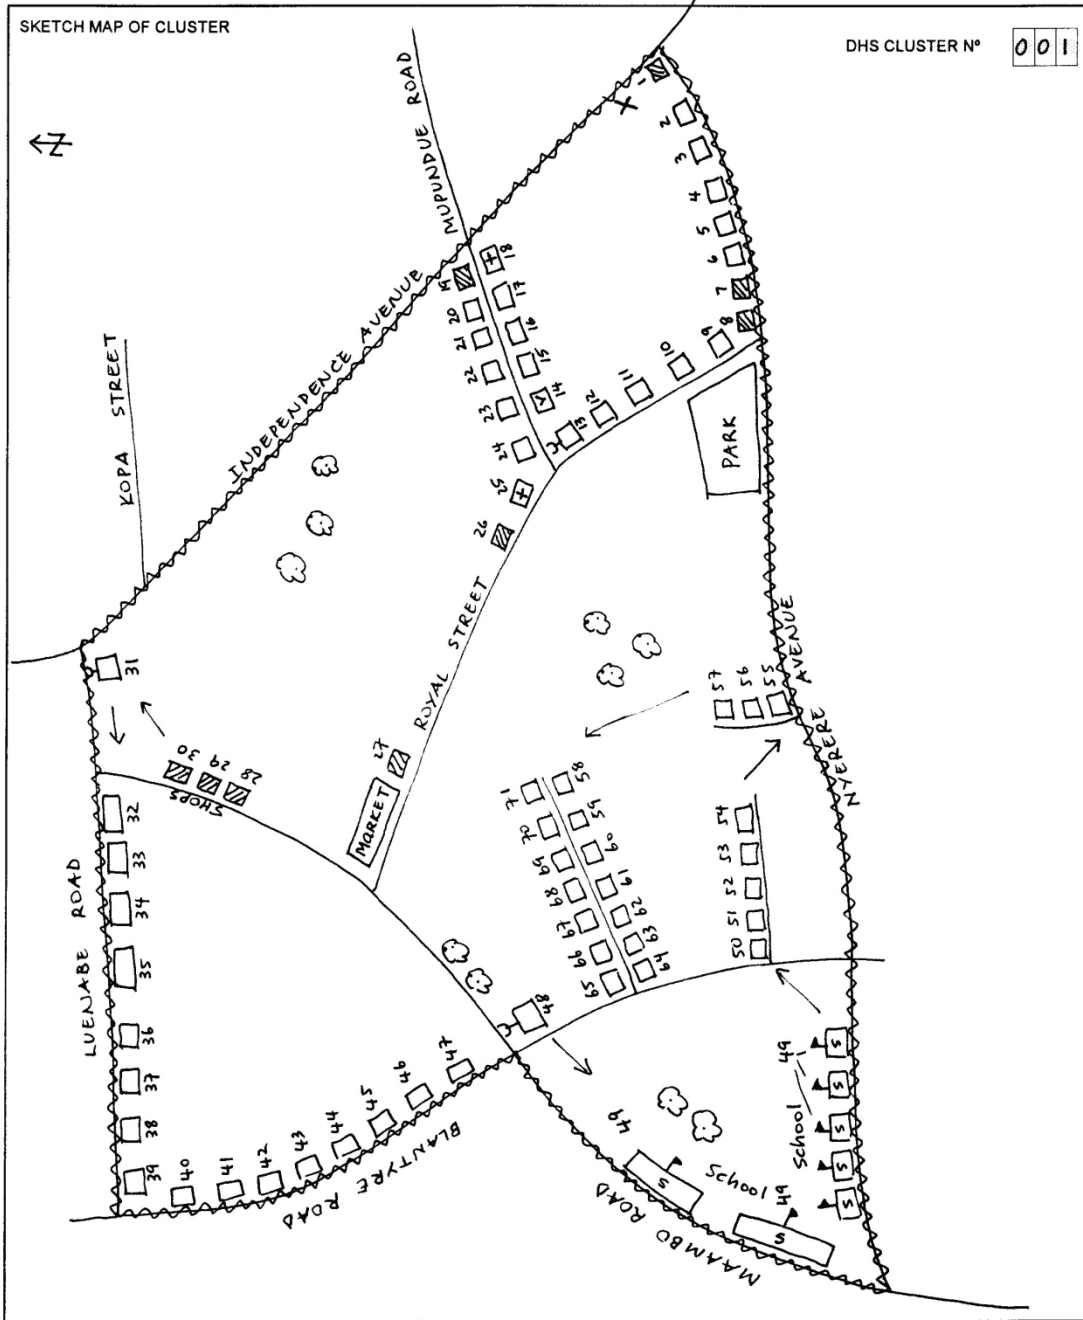 SKETCH MAP OF CLUSTER
DHS CLUSTER Nº 0 0 1
N
MUPUNDUE ROAD
X
1
2
3
4
5
6
7
8
9
10
11
12
13
14
V
15
16
17
18
19
20
21
22
23
24
25
26
INDEPENDENCE AVENUE
KOPA STREET
PARK
ROYAL STREET
27
MARKET
28
29
30
SHOPS
31
32
33
34
35
36
37
38
39
LUENABE ROAD
40
41
42
43
44
45
46
47
BLANTYRE ROAD
48
NYERERE AVENUE
55
56
57
58
59
60
61
62
63
64
65
66
67
68
69
70
71
50 51 52 53 54
49
School
S
49
S
MAAMBO ROAD
School
49
S
S
S
S
S